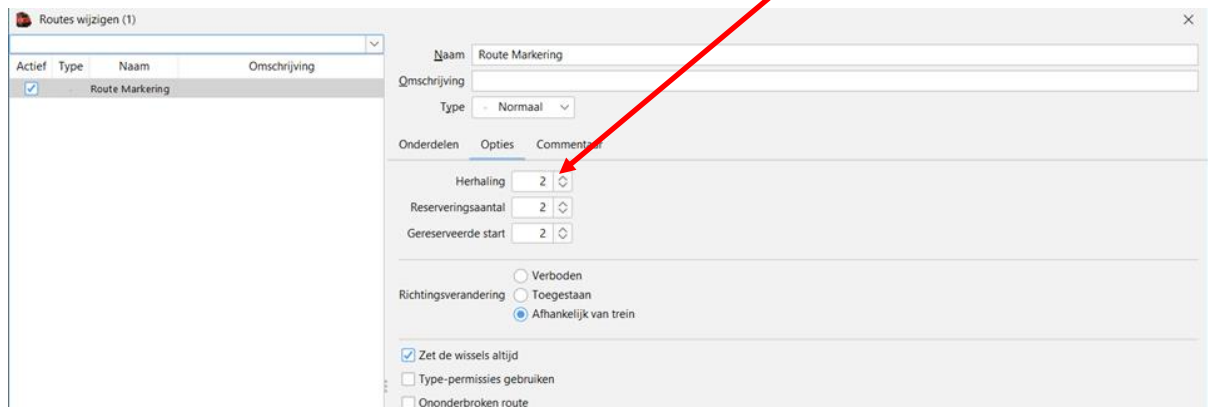 Routes wijzigen (1)
Actief Type Naam Omschrijving
Route Markering
Naam Route Markering
Omschrijving
Type - Normaal
Onderdelen Opties Commentaar
Herhaling 2
Reserveringsaantal 2
Gereserveerde start 2
Verboden
Richtingsverandering Toegestaan
Afhankelijk van trein
Zet de wissels altijd
Type-permissies gebruiken
Ononderbroken route